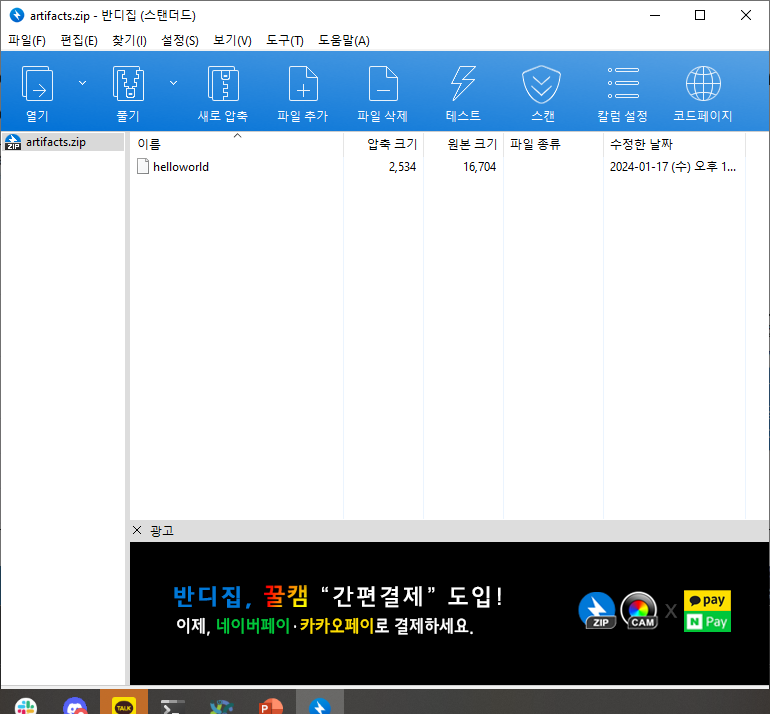 artifacts.zip - 반디집 (스탠더드)
파일(F) 편집(E) 찾기(I) 설정(S) 보기(V) 도구(T) 도움말(A)
열기 풀기 새로 압축 파일 추가 파일 삭제 테스트 스캔 칼럼 설정 코드페이지
ZIP artifacts.zip
이름 압축 크기 원본 크기 파일 종류 수정한 날짜
helloworld 2,534 16,704 2024-01-17 (수) 오후 1...
광고
반디집, 꿀캠 “간편결제” 도입!
이제, 네이버페이·카카오페이로 결제하세요.
ZIP CAM X pay
N Pay
TALK P